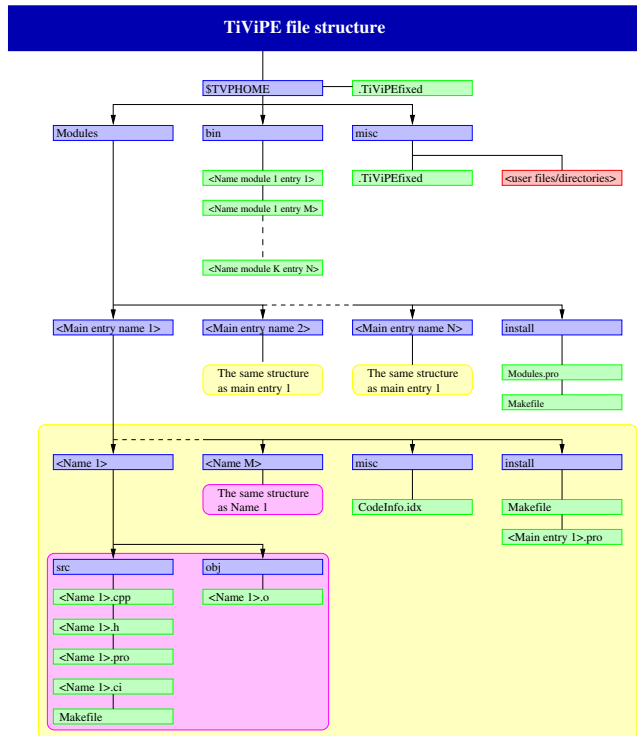 TiViPE file structure
$TVPHOME
.TiViPEfixed
Modules
bin
misc
<Name module 1 entry 1>
.TiViPEfixed
<user files/directories>
<Name module 1 entry M>
<Name module K entry N>
<Main entry name 1>
<Main entry name 2>
<Main entry name N>
install
The same structure
as main entry 1
The same structure
as main entry 1
Modules.pro
Makefile
<Name 1>
<Name M>
misc
install
The same structure
as Name 1
CodeInfo.idx
Makefile
<Main entry 1>.pro
src
obj
<Name 1>.cpp
<Name 1>.o
<Name 1>.h
<Name 1>.pro
<Name 1>.ci
Makefile